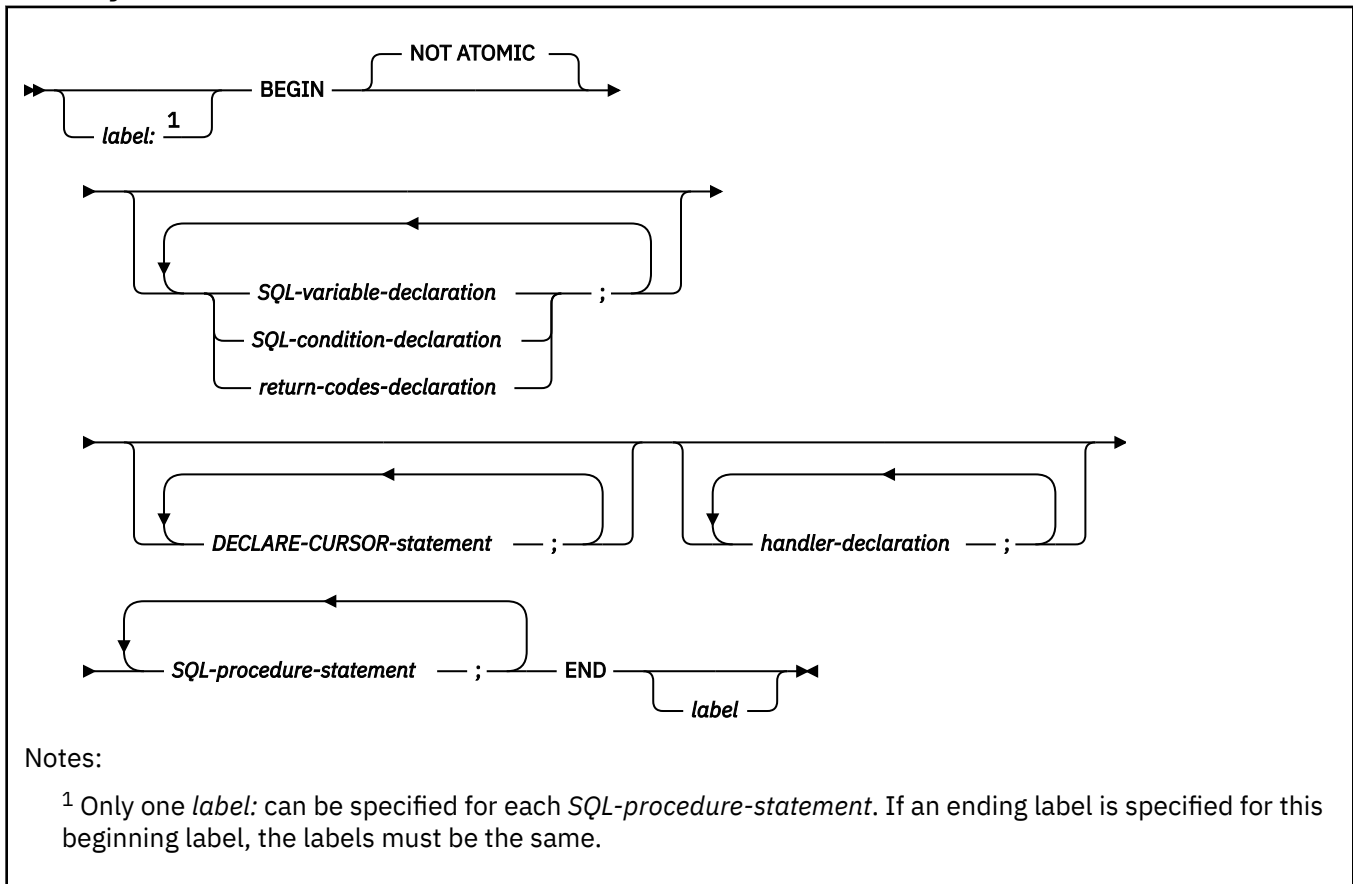 NOT ATOMIC
BEGIN
label: 1
SQL-variable-declaration ;
SQL-condition-declaration
return-codes-declaration
DECLARE-CURSOR-statement ; handler-declaration ;
SQL-procedure-statement ; END
label
Notes:
1 Only one label: can be specified for each SQL-procedure-statement. If an ending label is specified for this
beginning label, the labels must be the same.